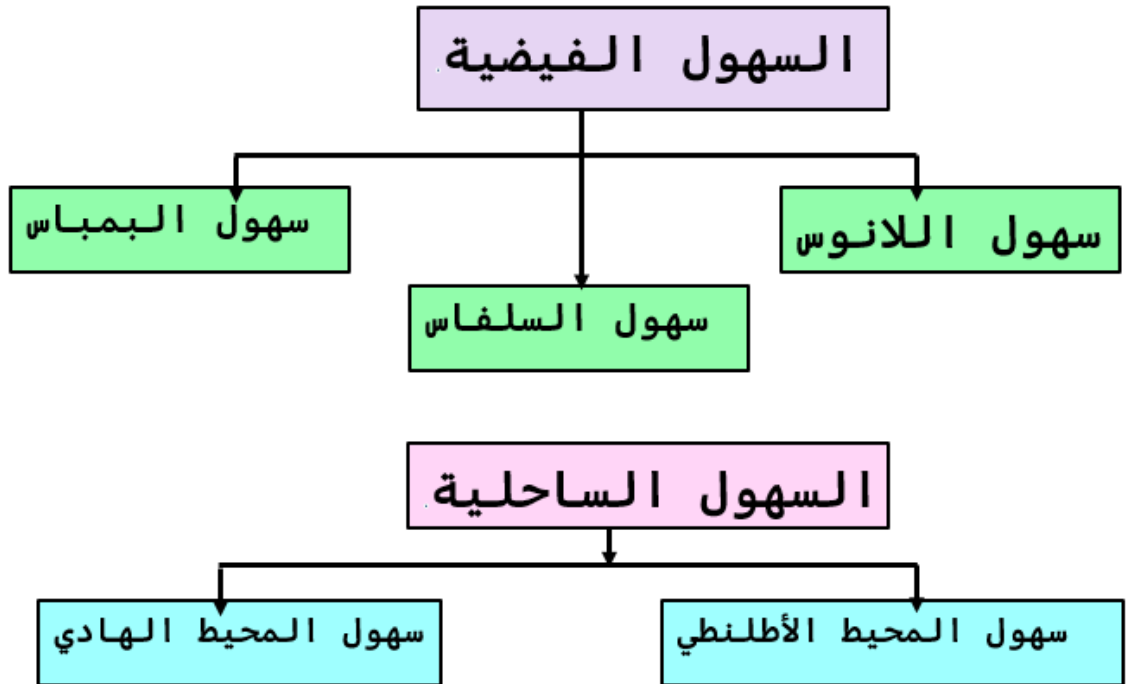 السهول الفيضية
سهول اللانوس
سهول البمباس
سهول السلفاس
السهول الساحلية
سهول المحيط الأطلنطي
سهول المحيط الهادي